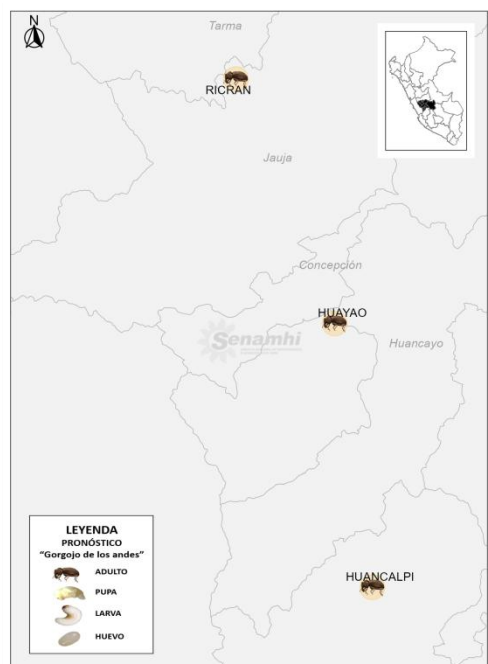 N
Tarma
RICRAN
Jauja
Concepción
HUAYAO
Senamhi
Huancayo
HUANCALPI
LEYENDA
PRONÓSTICO
“Gorgojo de los andes”
ADULTO
PUPA
LARVA
HUEVO